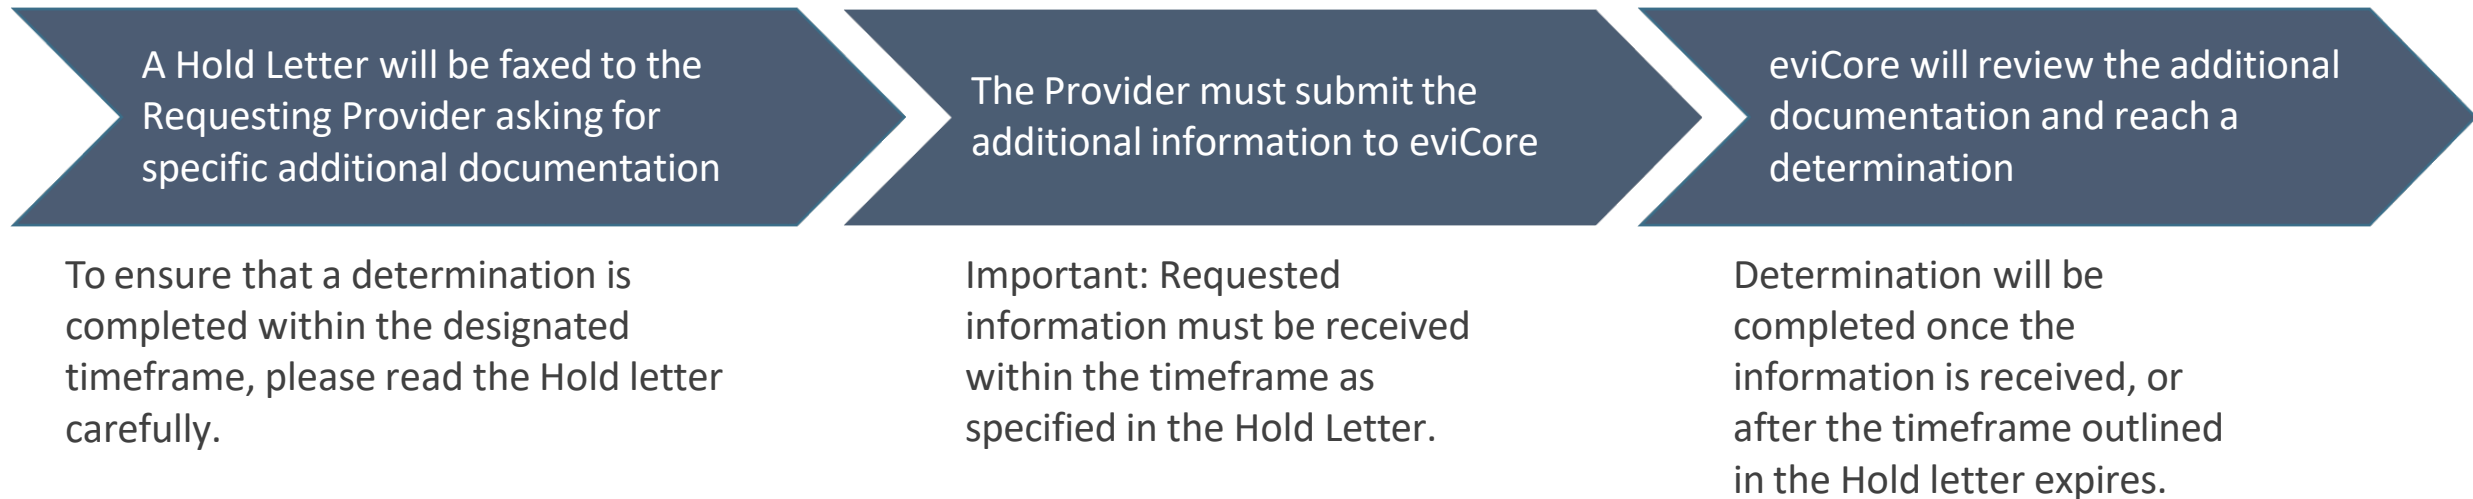 A Hold Letter will be faxed to the
Requesting Provider asking for
specific additional documentation
To ensure that a determination is
completed within the designated
timeframe, please read the Hold letter
carefully.
The Provider must submit the
additional information to eviCore
Important: Requested
information must be received
within the timeframe as
specified in the Hold Letter.
eviCore will review the additional
documentation and reach a
determination
Determination will be
completed once the
information is received, or
after the timeframe outlined
in the Hold letter expires.